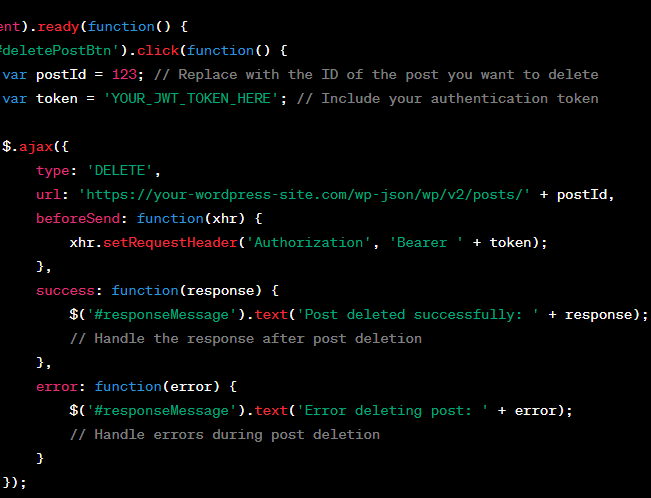 ent).ready(function() {
#deletePostBtn').click(function() {
var postId = 123; // Replace with the ID of the post you want to delete
var token = 'YOUR_JWT_TOKEN_HERE'; // Include your authentication token
$.ajax({
type: 'DELETE',
url: 'https://your-wordpress-site.com/wp-json/wp/v2/posts/' + postId,
beforeSend: function(xhr) {
xhr.setRequestHeader('Authorization', 'Bearer ' + token);
},
success: function(response) {
$('#responseMessage').text('Post deleted successfully: ' + response);
// Handle the response after post deletion
},
error: function(error) {
$('#responseMessage').text('Error deleting post: ' + error);
// Handle errors during post deletion
}
});